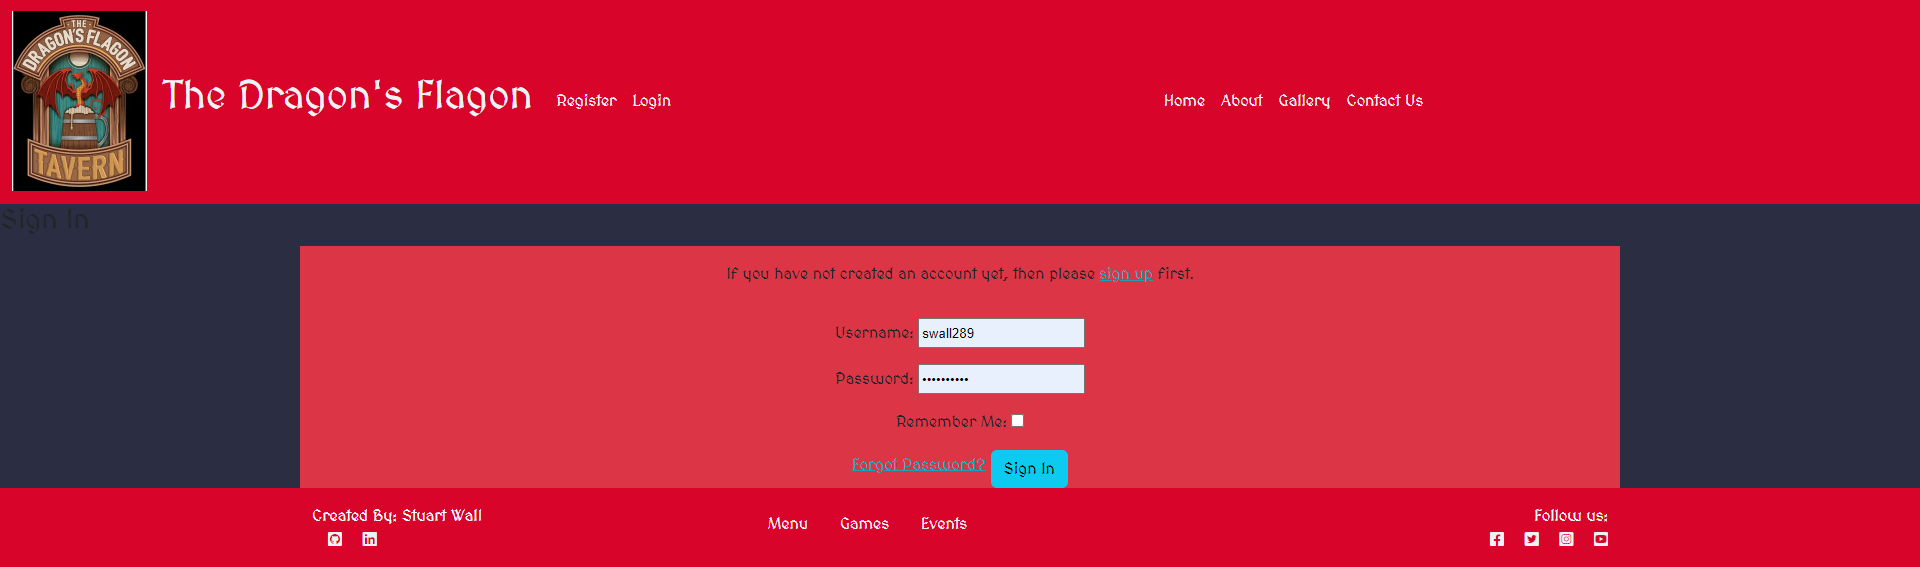 THE
DRAGON'S FLAGON
TAVERN
The Dragon's Flagon
Register Login
Home About Gallery Contact Us
Sign In
If you have not created an account yet, then please sign up first.
Username: swall289
Password: ••••••••••
Remember Me:
Forgot Password? Sign In
Created By: Stuart Wall
Menu Games Events
Follow us: